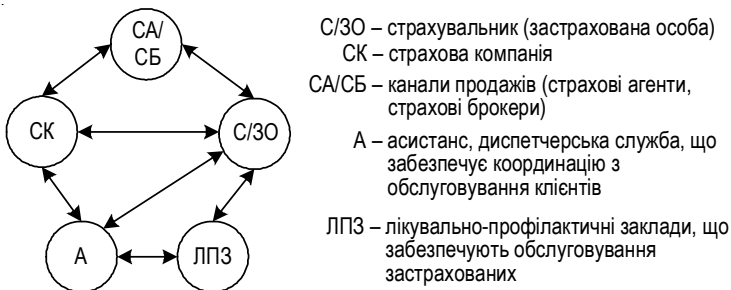 СА/
СБ
СК
С/ЗО
А
ЛПЗ
С/ЗО – страхувальник (застрахована особа)
СК – страхова компанія
СА/СБ – канали продажів (страхові агенти,
страхові брокери)
А – асистанс, диспетчерська служба, що
забезпечує координацію з
обслуговування клієнтів
ЛПЗ – лікувально-профілактичні заклади, що
забезпечують обслуговування
застрахованих